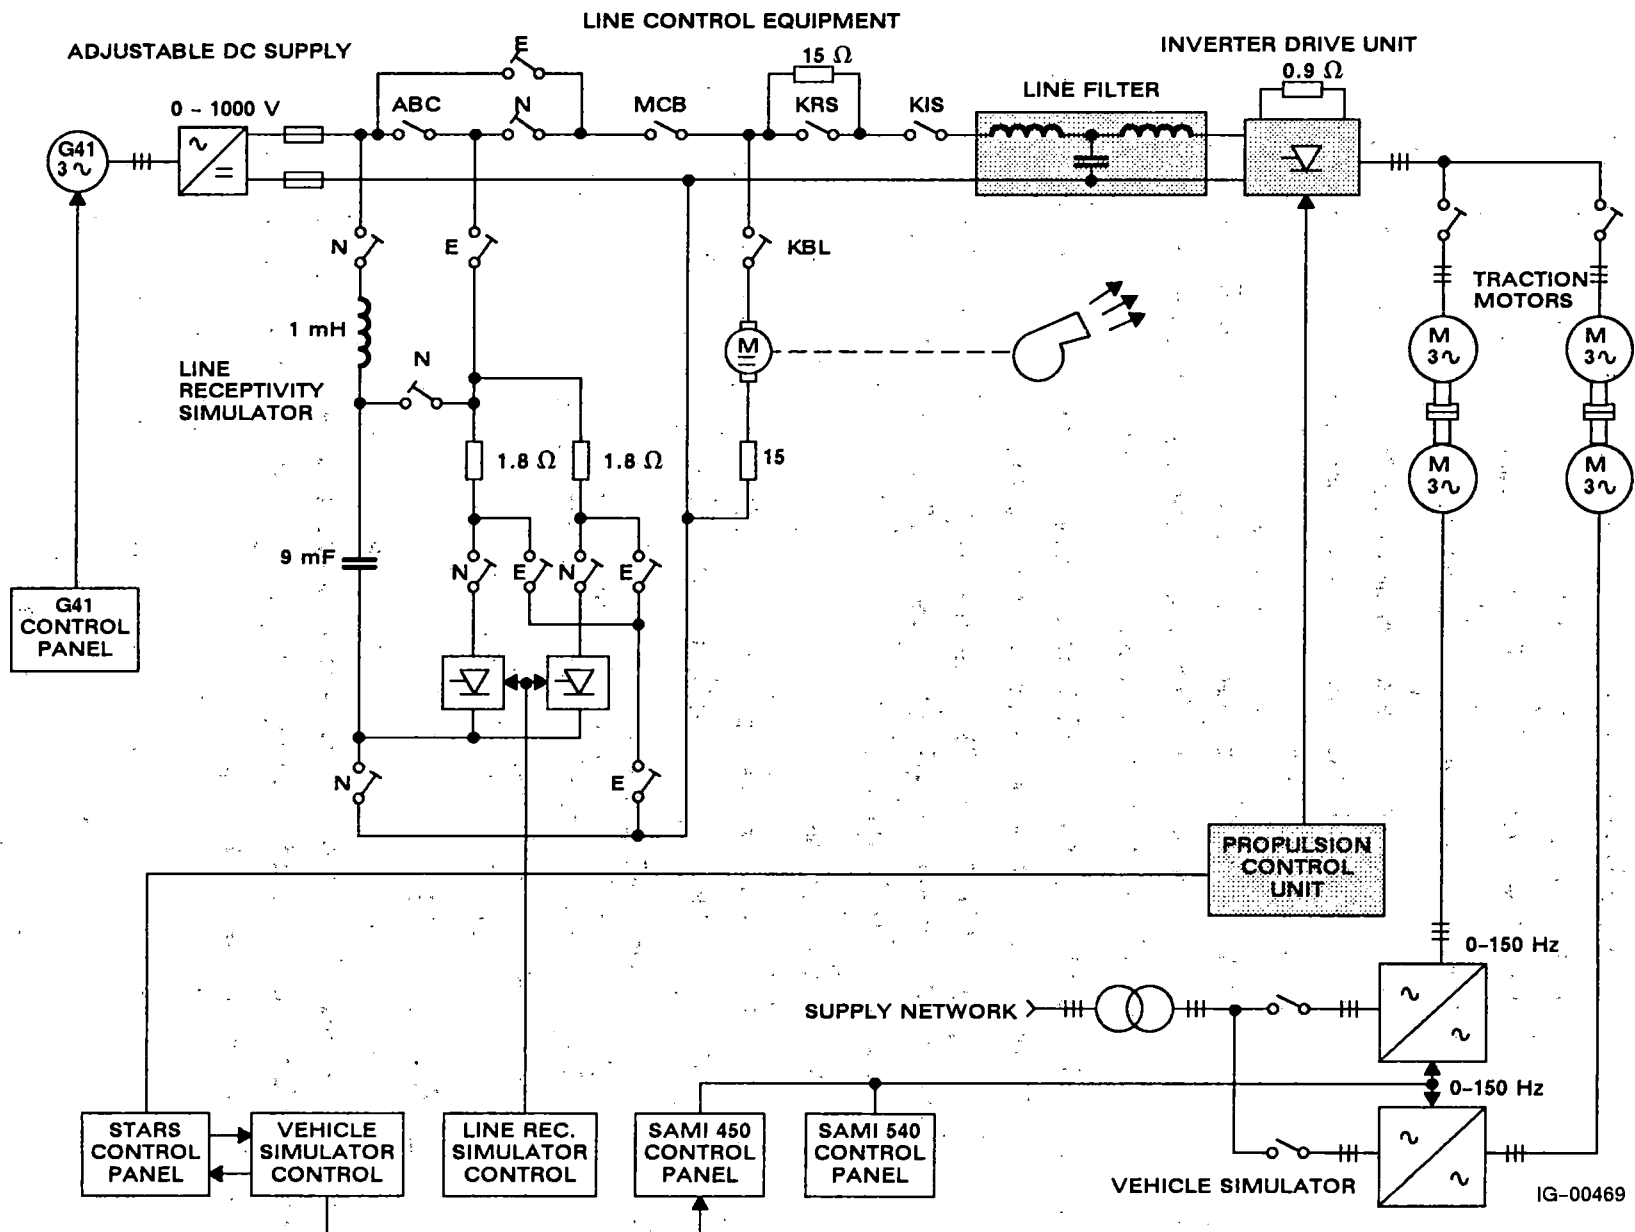 LINE CONTROL EQUIPMENT
ADJUSTABLE DC SUPPLY
E
15 Ω
INVERTER DRIVE UNIT
0.9 Ω
0 - 1000 V
ABC
N
MCB
KRS
KIS
LINE FILTER
G41
3∿
∿
=
N
E
KBL
TRACTION
MOTORS
1 mH
N
M
M
3∿
M
3∿
LINE
RECEPTIVITY
SIMULATOR
1.8 Ω
1.8 Ω
15
M
3∿
M
3∿
9 mF
N
E
N
E
G41
CONTROL
PANEL
N
E
PROPULSION
CONTROL
UNIT
0-150 Hz
SUPPLY NETWORK
∿
∿
0-150 Hz
STARS
CONTROL
PANEL
VEHICLE
SIMULATOR
CONTROL
LINE REC.
SIMULATOR
CONTROL
SAMI 450
CONTROL
PANEL
SAMI 540
CONTROL
PANEL
∿
∿
VEHICLE SIMULATOR
IG-00469